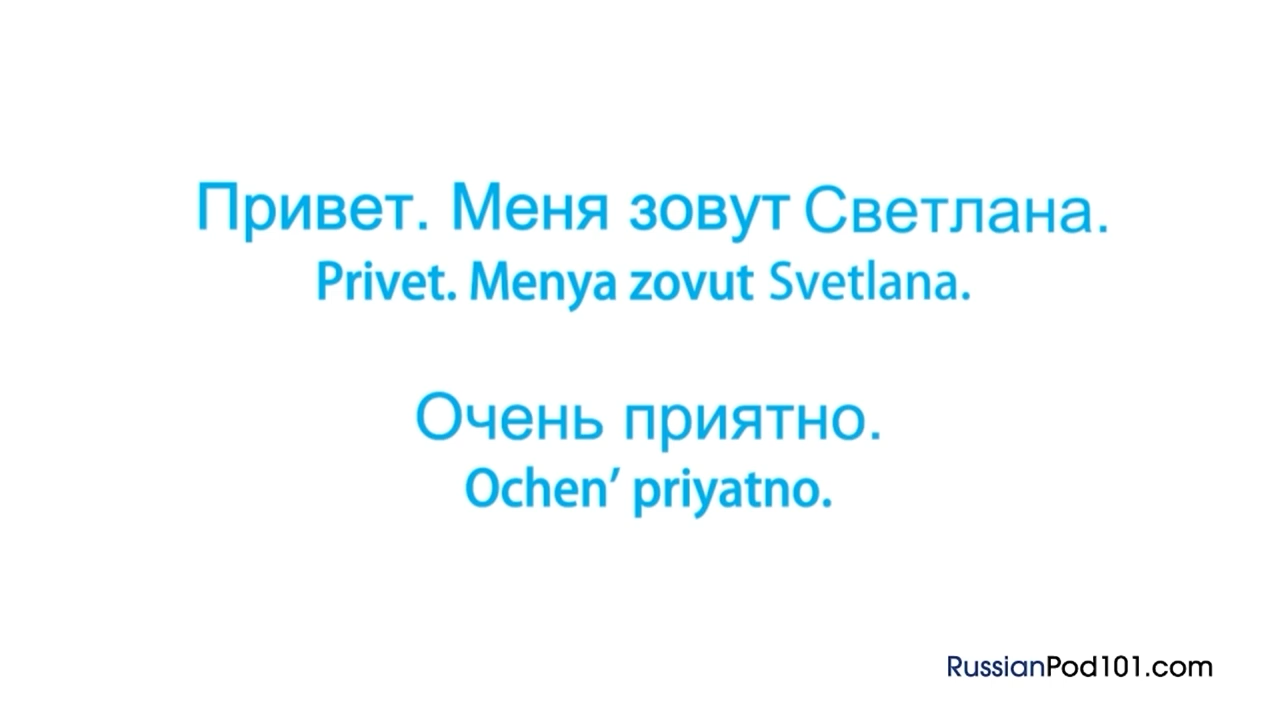 Привет. Меня зовут Светлана.
Privet. Menya zovut Svetlana.
Очень приятно.
Ochen’ priyatno.
RussianPod101.com